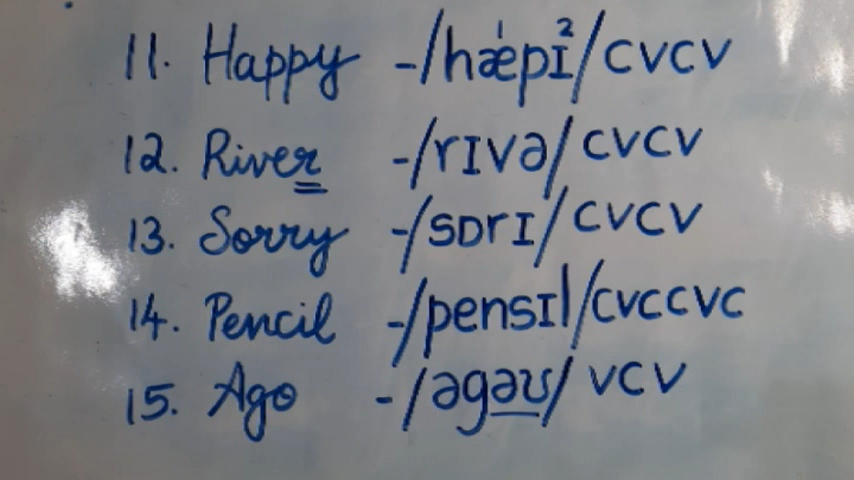 11. Happy -/hǽpɪ²/ CVCV
12. River -/rɪvə/ CVCV
13. Sorry -/sɒrɪ/ CVCV
14. Pencil -/pensɪl/ CVCCVC
15. Ago -/əgəʊ/ VCV